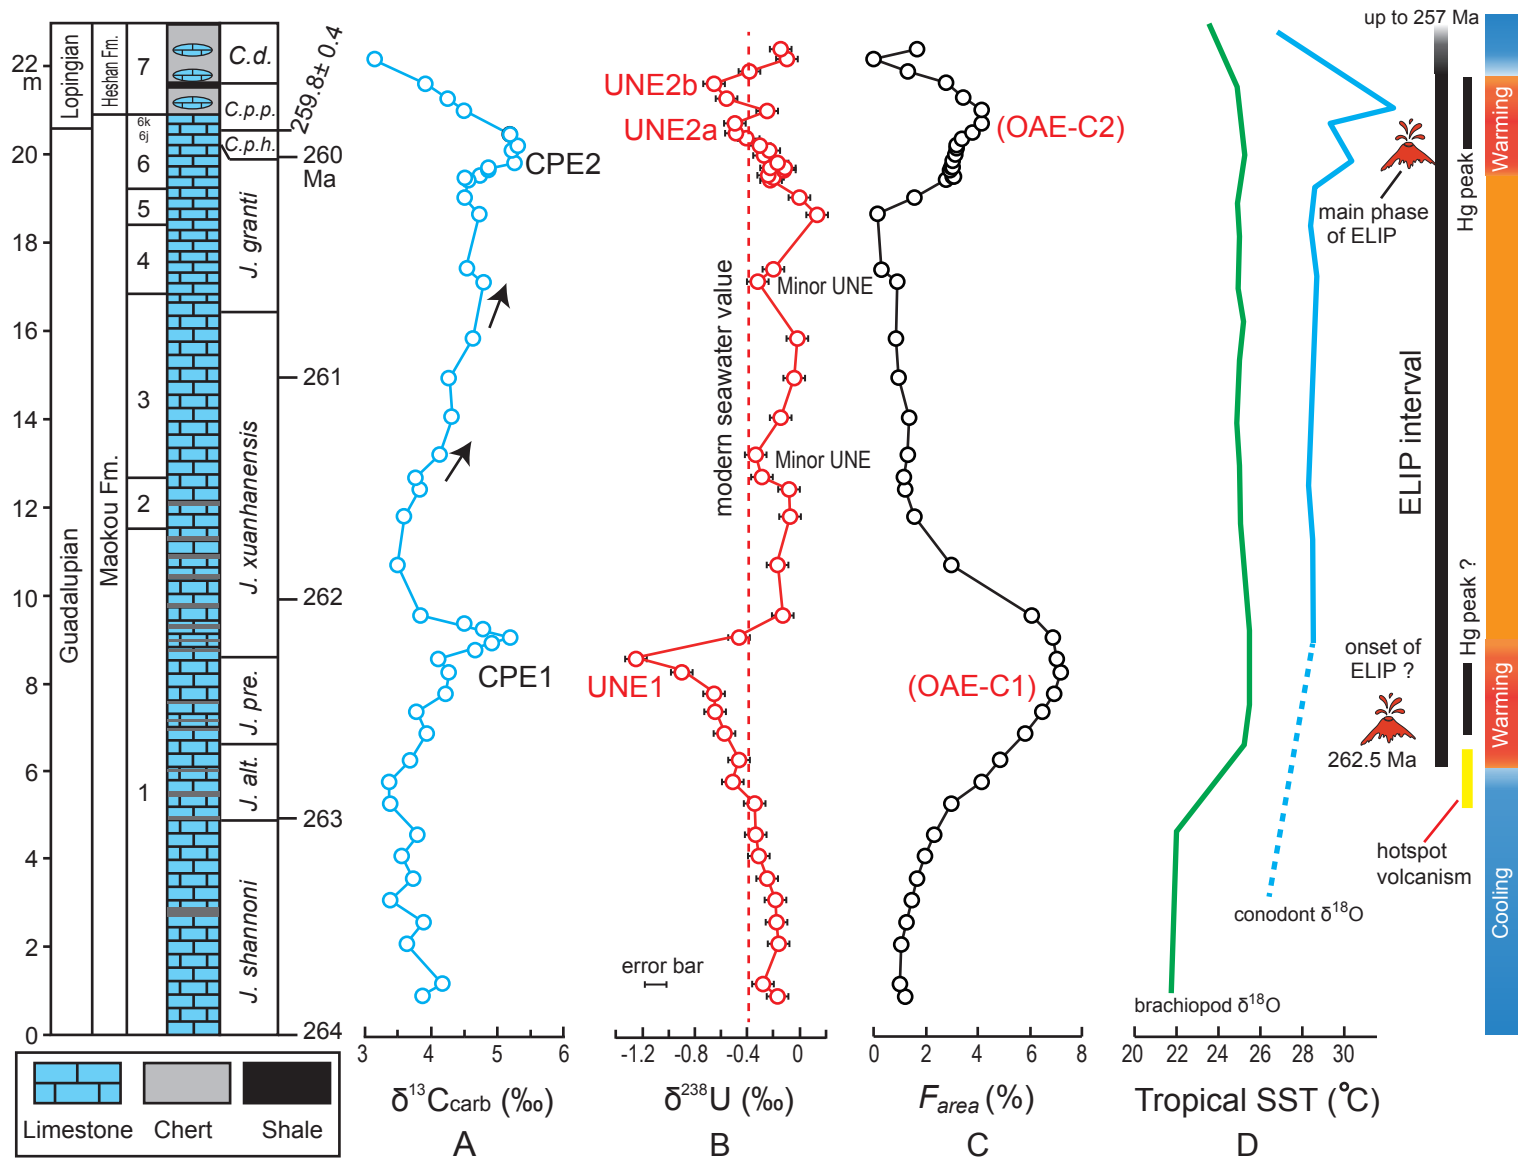 22
m
20
18
16
14
12
10
8
6
4
2
0
Lopingian
Guadalupian
Heshan Fm.
Maokou Fm.
7
6k
6j
6
5
4
3
2
1
C.d.
C.p.p.
C.p.h.
J. granti
J. xuanhanensis
J. pre.
J. alt.
J. shannoni
259.8± 0.4
260
Ma
261
262
263
264
CPE2
CPE1
3 4 5 6
δ¹³Ccarb (‰)
A
UNE2b
UNE2a
Minor UNE
Minor UNE
modern seawater value
UNE1
error bar
-1.2 -0.8 -0.4 0
δ²³⁸U (‰)
B
(OAE-C2)
(OAE-C1)
0 2 4 6 8
Farea (%)
C
up to 257 Ma
main phase
of ELIP
Hg peak
ELIP interval
Hg peak ?
onset of
ELIP ?
262.5 Ma
hotspot
volcanism
conodont δ¹⁸O
brachiopod δ¹⁸O
20 22 24 26 28 30
Tropical SST (°C)
D
Warming
Warming
Cooling
Limestone Chert Shale